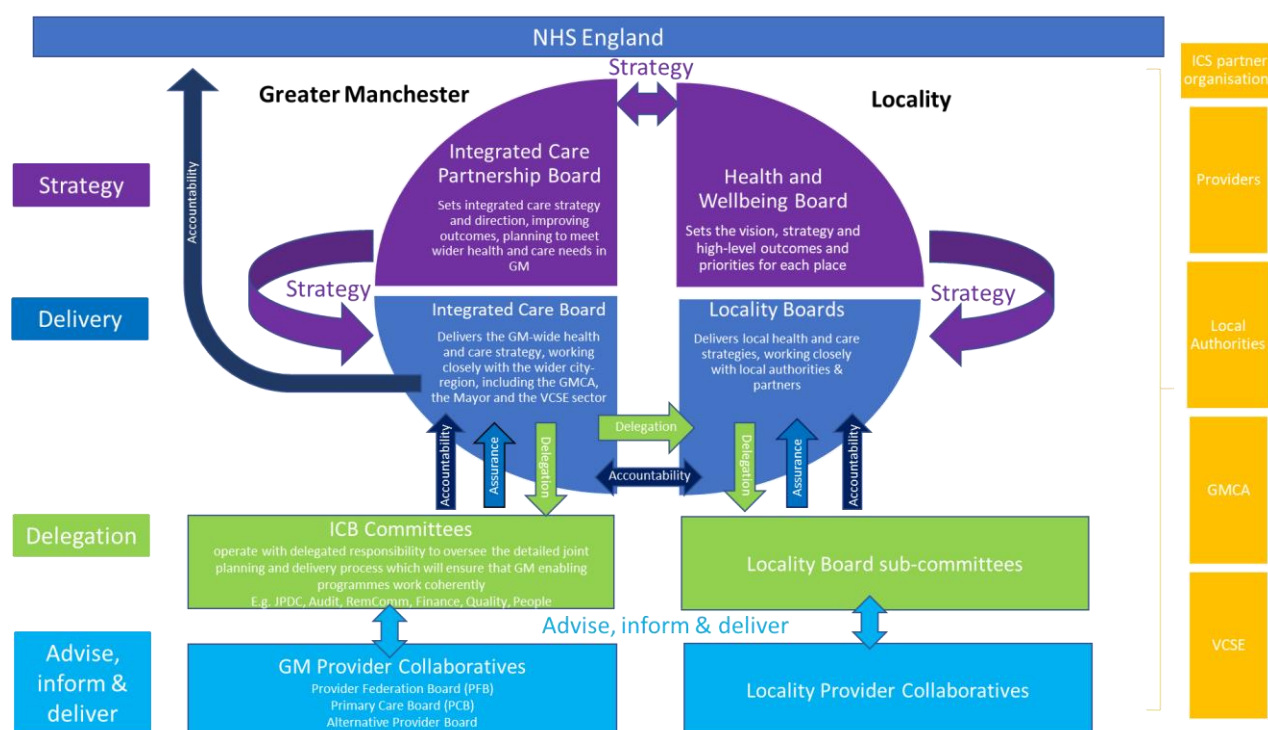 NHS England
ICS partner
organisation
Strategy
Greater Manchester
Locality
Strategy
Accountability
Integrated Care
Partnership Board
Sets integrated care strategy
and direction, improving
outcomes, planning to meet
wider health and care needs in
GM
Health and
Wellbeing Board
Sets the vision, strategy and
high-level outcomes and
priorities for each place
Providers
Strategy
Strategy
Delivery
Integrated Care Board
Delivers the GM-wide health
and care strategy, working
closely with the wider city-
region, including the GMCA,
the Mayor and the VCSE sector
Locality Boards
Delivers local health and care
strategies, working closely
with local authorities &
partners
Local
Authorities
Accountability
Assurance
Delegation
Delegation
Accountability
Delegation
Assurance
Accountability
GMCA
Delegation
ICB Committees
operate with delegated responsibility to oversee the detailed joint
planning and delivery process which will ensure that GM enabling
programmes work coherently
E.g. JPDC, Audit, RemComm, Finance, Quality, People
Locality Board sub-committees
Advise, inform & deliver
VCSE
Advise,
inform &
deliver
GM Provider Collaboratives
Provider Federation Board (PFB)
Primary Care Board (PCB)
Alternative Provider Board
Locality Provider Collaboratives